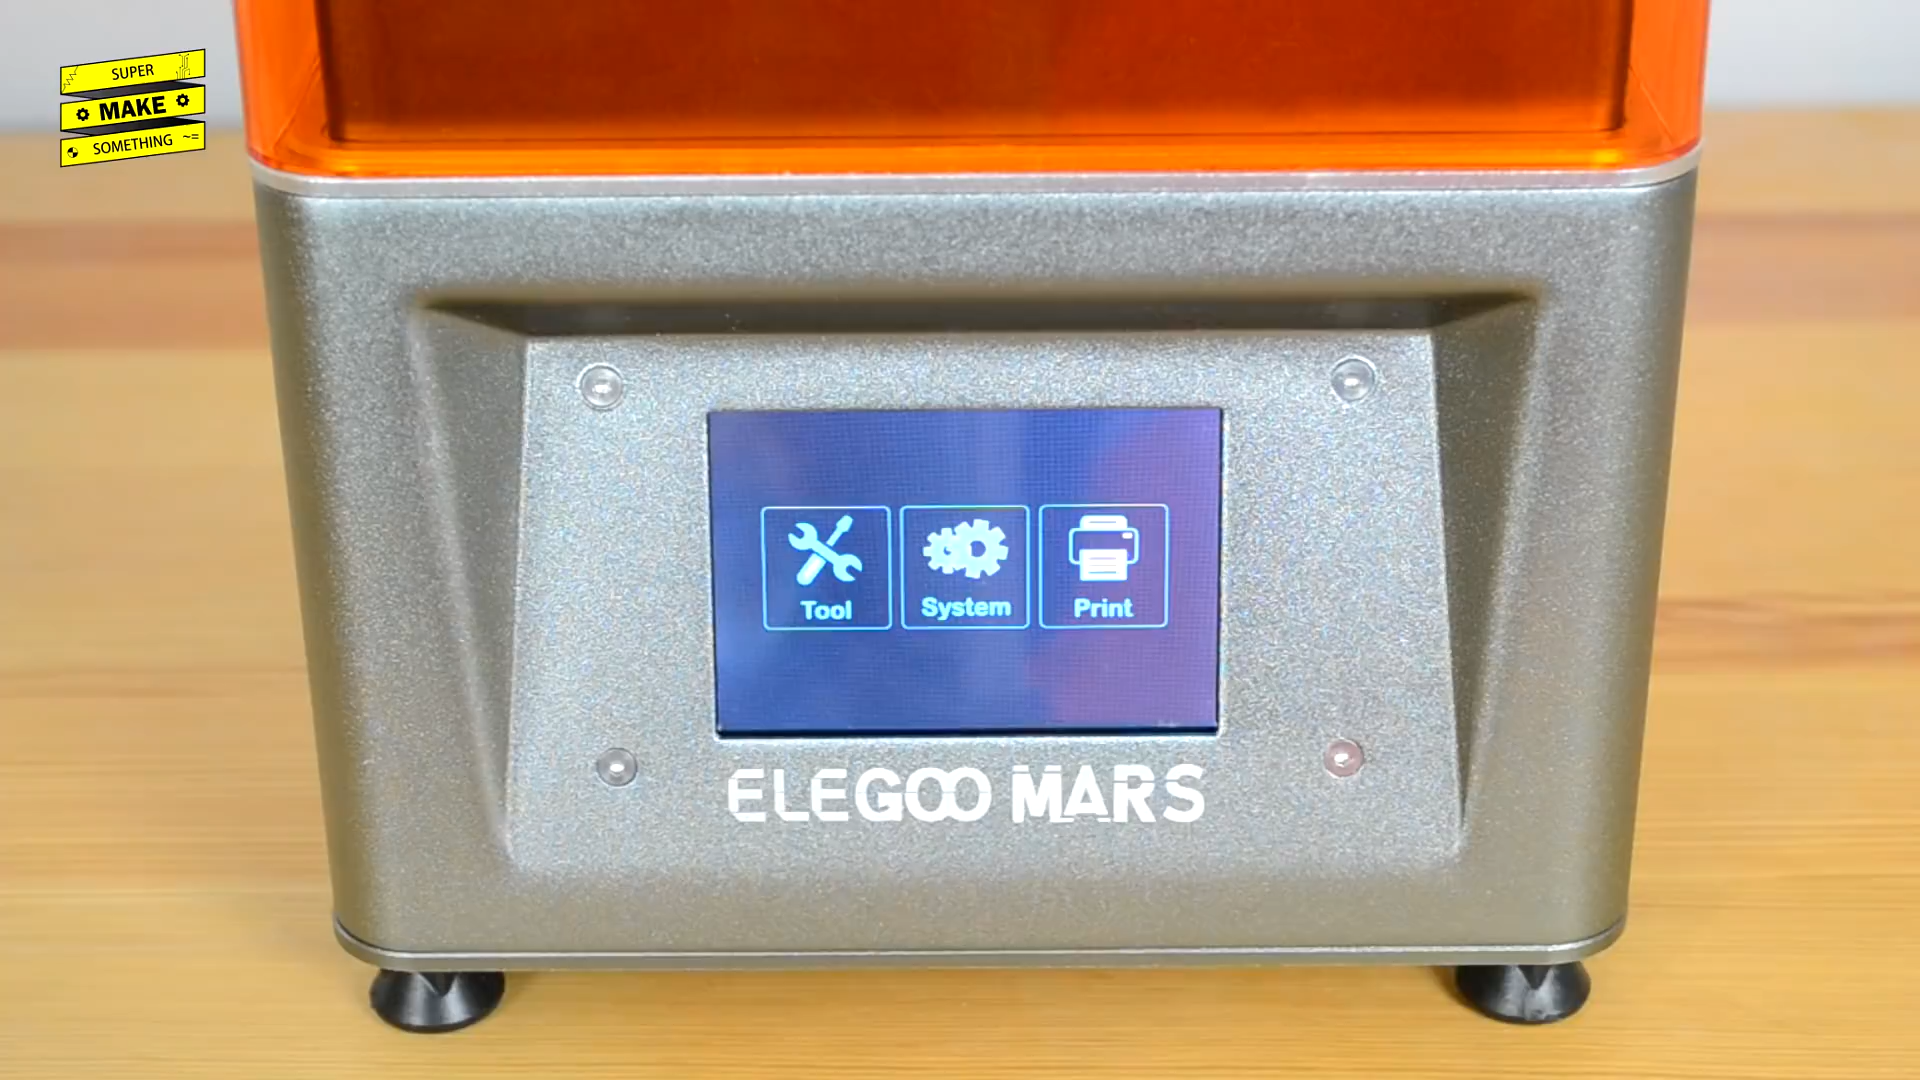 SUPER
MAKE
SOMETHING ~=
Tool
System
Print
ELEGOO MARS